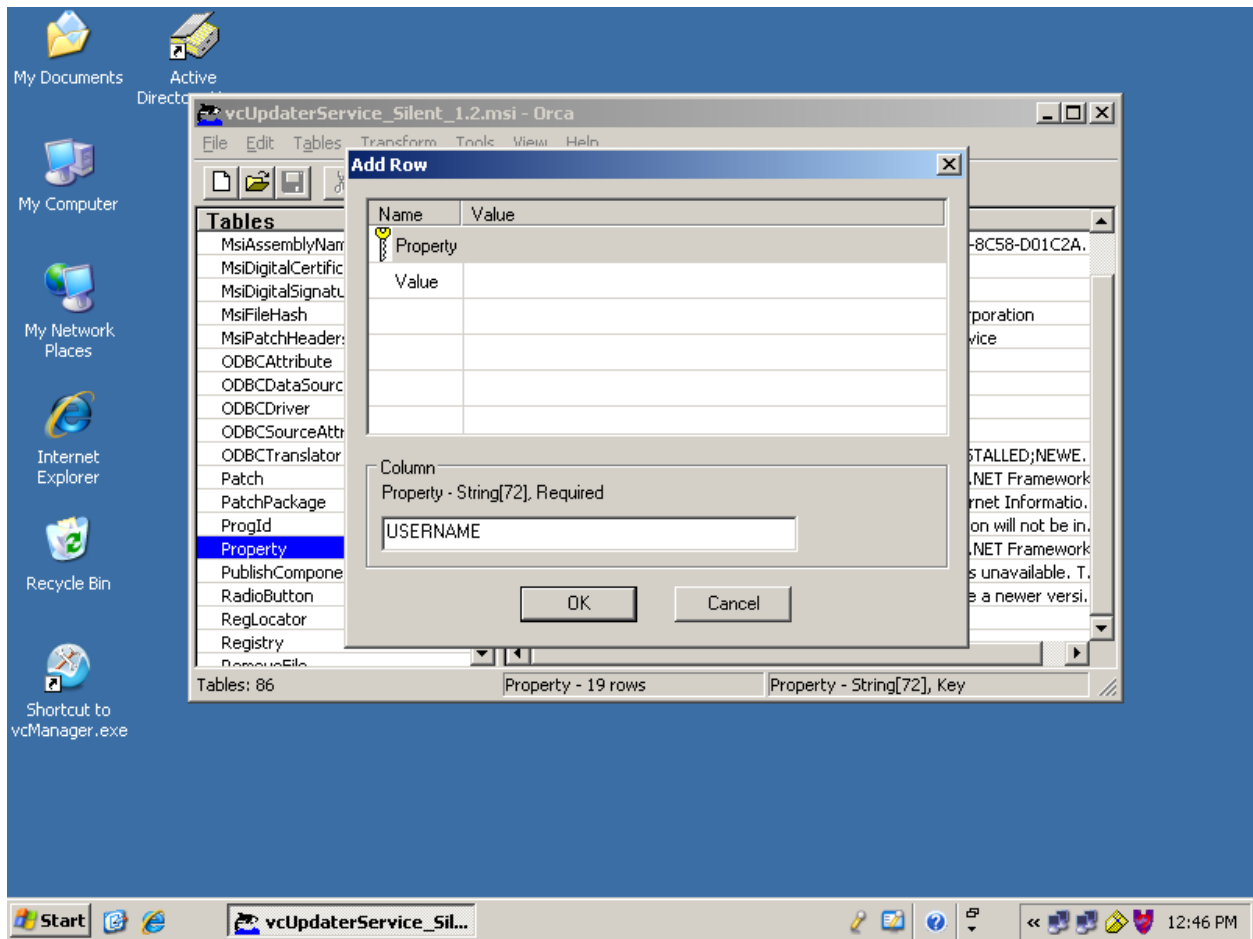 My Documents
Active
Directo
My Computer
My Network
Places
Internet
Explorer
Recycle Bin
Shortcut to
vcManager.exe
vcUpdaterService_Silent_1.2.msi - Orca
File Edit Tables Transform Tools View Help
Tables
MsiAssemblyNam
MsiDigitalCertific
MsiDigitalSignatu
MsiFileHash
MsiPatchHeader
ODBCAttribute
ODBCDataSourc
ODBCDriver
ODBCSourceAttr
ODBCTranslator
Patch
PatchPackage
ProgId
Property
PublishCompone
RadioButton
RegLocator
Registry
RemoveFile
-8C58-D01C2A.
rporation
vice
STALLED;NEWE.
.NET Framework
rnet Informatio.
on will not be in.
.NET Framework
s unavailable. T.
e a newer versi.
Add Row
Name Value
Property
Value
Column
Property - String[72], Required
USERNAME
OK Cancel
Tables: 86 Property - 19 rows Property - String[72], Key
Start vcUpdaterService_Sil... « 12:46 PM